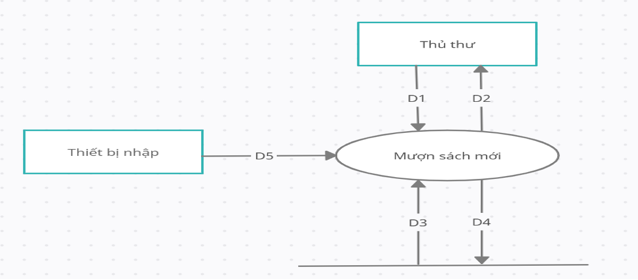 Thủ thư
D1
D2
Thiết bị nhập
D5
Mượn sách mới
D3
D4